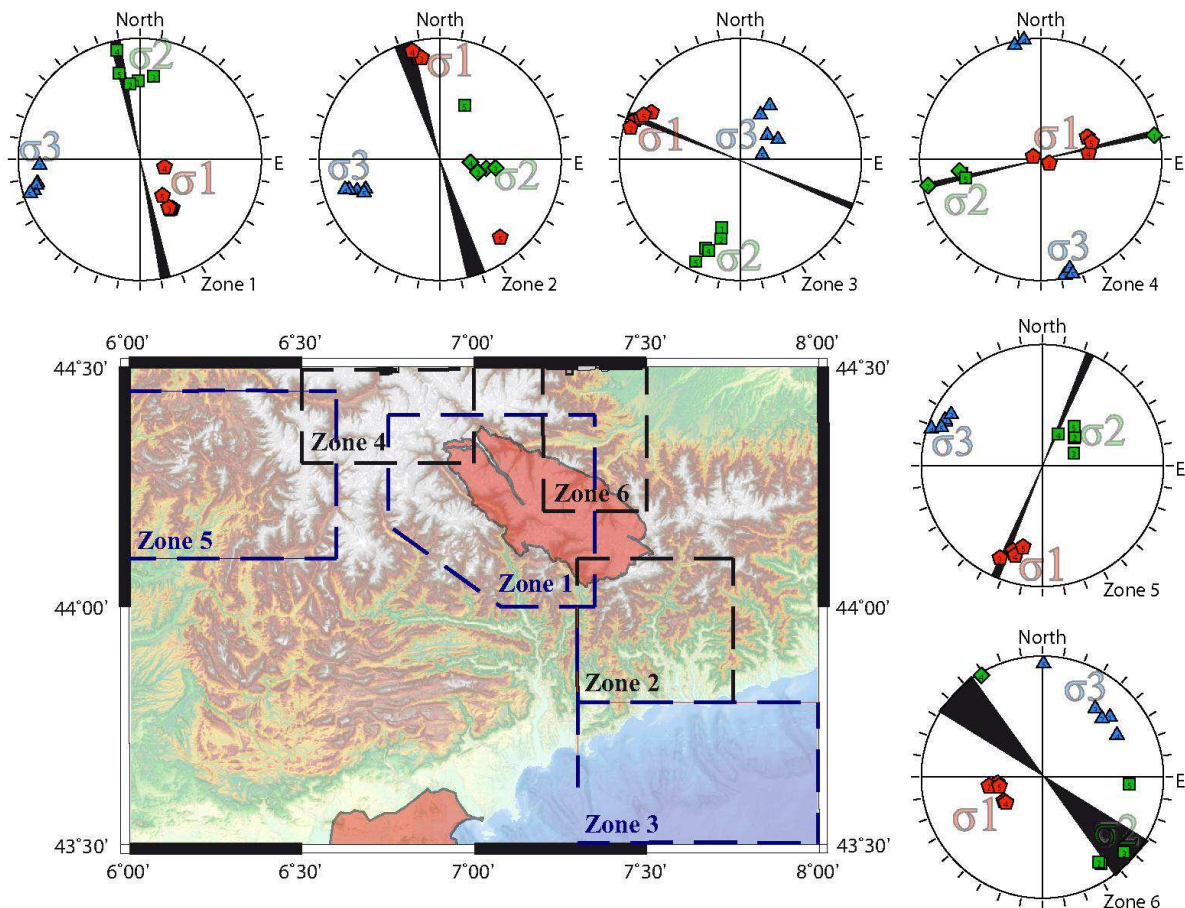 North
North
North
North
σ2
σ1
σ3
σ1
E
σ3
σ2
E
σ1
σ3
σ2
E
σ1
σ2
σ3
E
Zone 1
Zone 2
Zone 3
Zone 4
6°00'
6°30'
7°00'
7°30'
44°30'
44°30'
Zone 4
Zone 6
Zone 5
Zone 1
44°00'
44°00'
Zone 2
Zone 3
43°30'
43°30'
6°00'
6°30'
7°00'
7°30'
8°00'
North
σ3
σ2
E
σ1
Zone 5
North
σ3
E
σ1
σ2
Zone 6